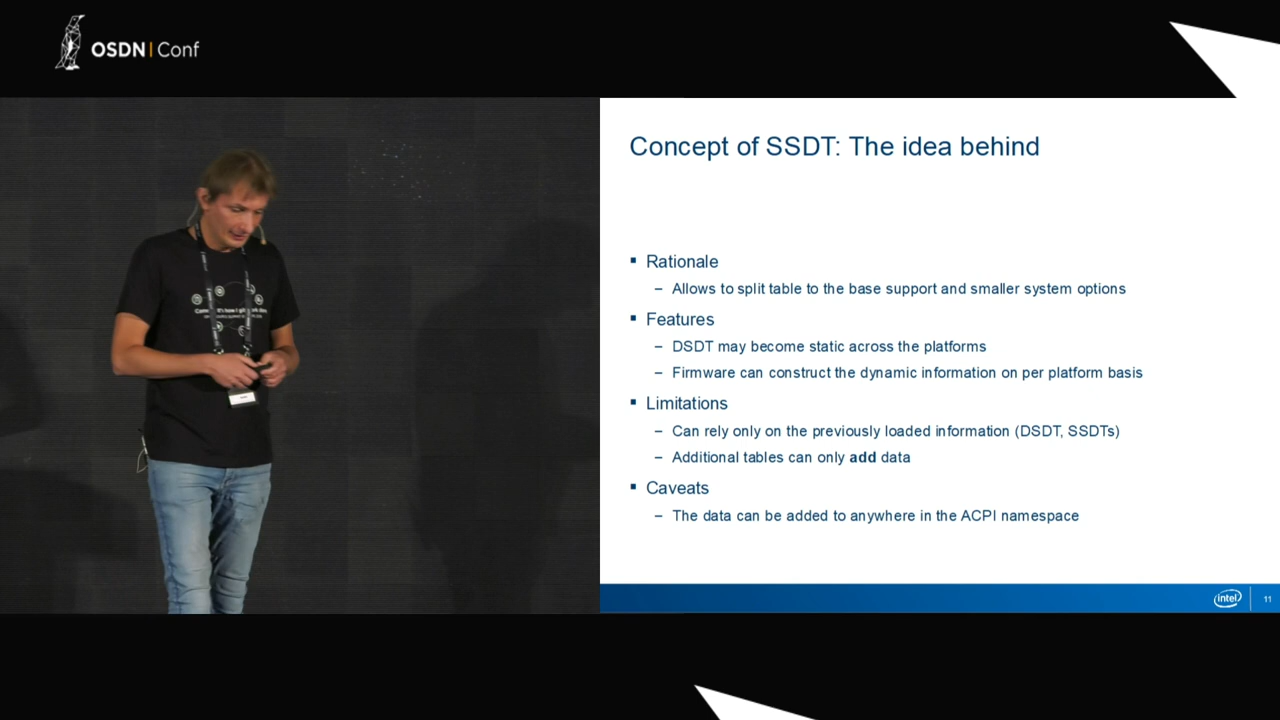 OSDN | Conf
Concept of SSDT: The idea behind
▪ Rationale
– Allows to split table to the base support and smaller system options
▪ Features
– DSDT may become static across the platforms
– Firmware can construct the dynamic information on per platform basis
▪ Limitations
– Can rely only on the previously loaded information (DSDT, SSDTs)
– Additional tables can only add data
▪ Caveats
– The data can be added to anywhere in the ACPI namespace
intel
11